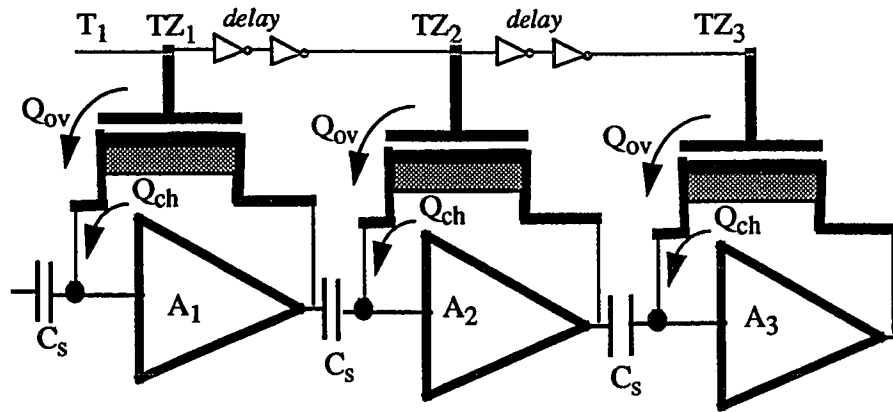 T1 TZ1 delay TZ2 delay TZ3
Qov Qov Qov
Qch Qch Qch
A1 A2 A3
Cs Cs Cs